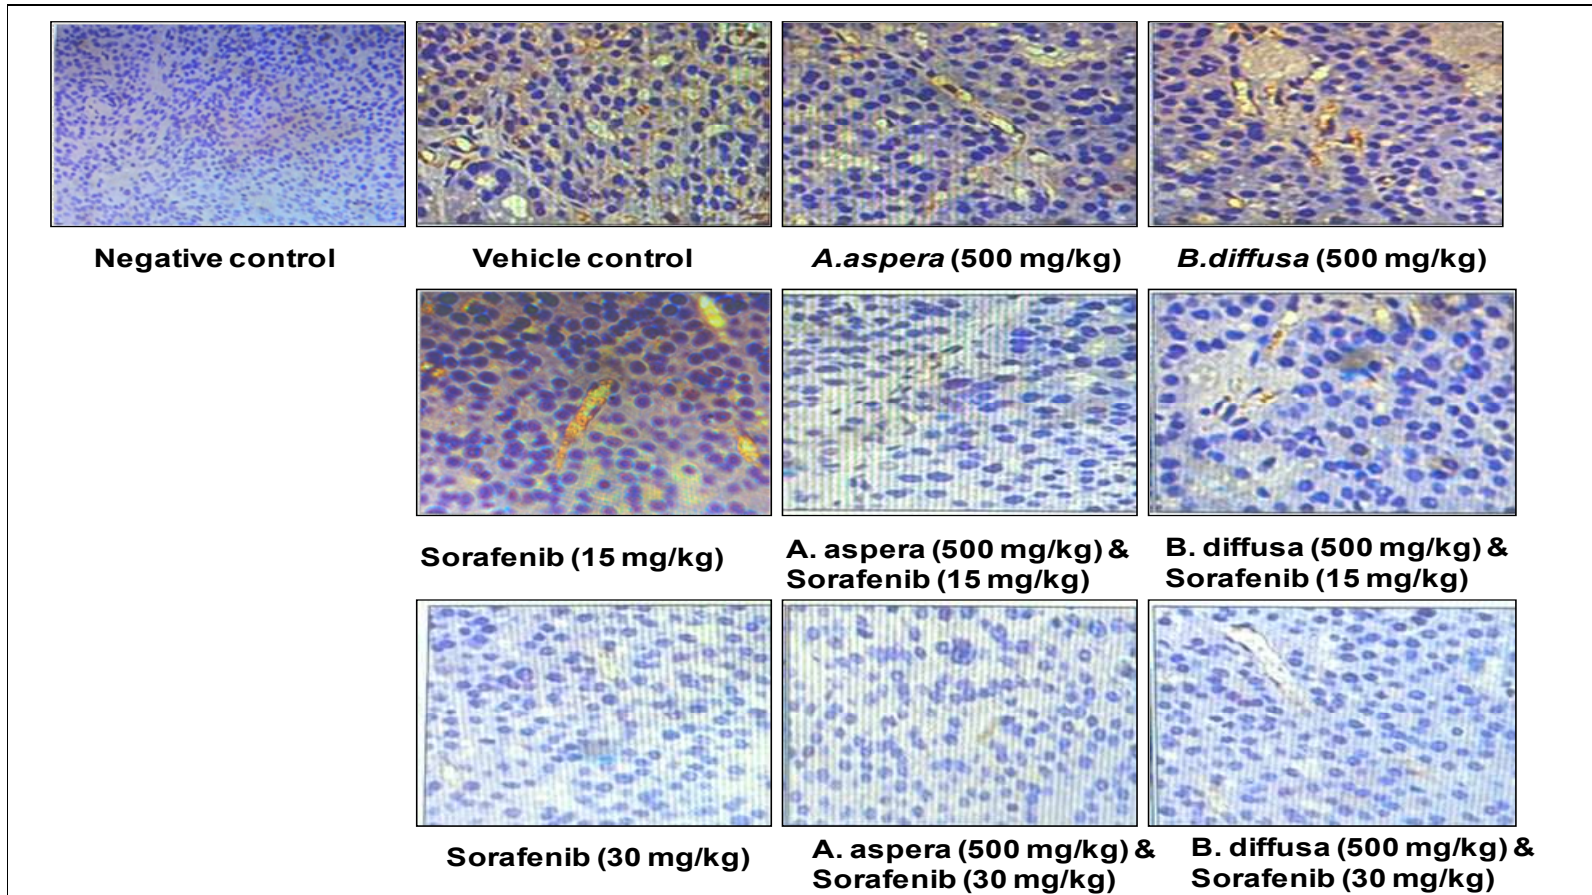 Negative control
Vehicle control
A.aspera (500 mg/kg)
B.diffusa (500 mg/kg)
Sorafenib (15 mg/kg)
A. aspera (500 mg/kg) &
Sorafenib (15 mg/kg)
B. diffusa (500 mg/kg) &
Sorafenib (15 mg/kg)
Sorafenib (30 mg/kg)
A. aspera (500 mg/kg) &
Sorafenib (30 mg/kg)
B. diffusa (500 mg/kg) &
Sorafenib (30 mg/kg)